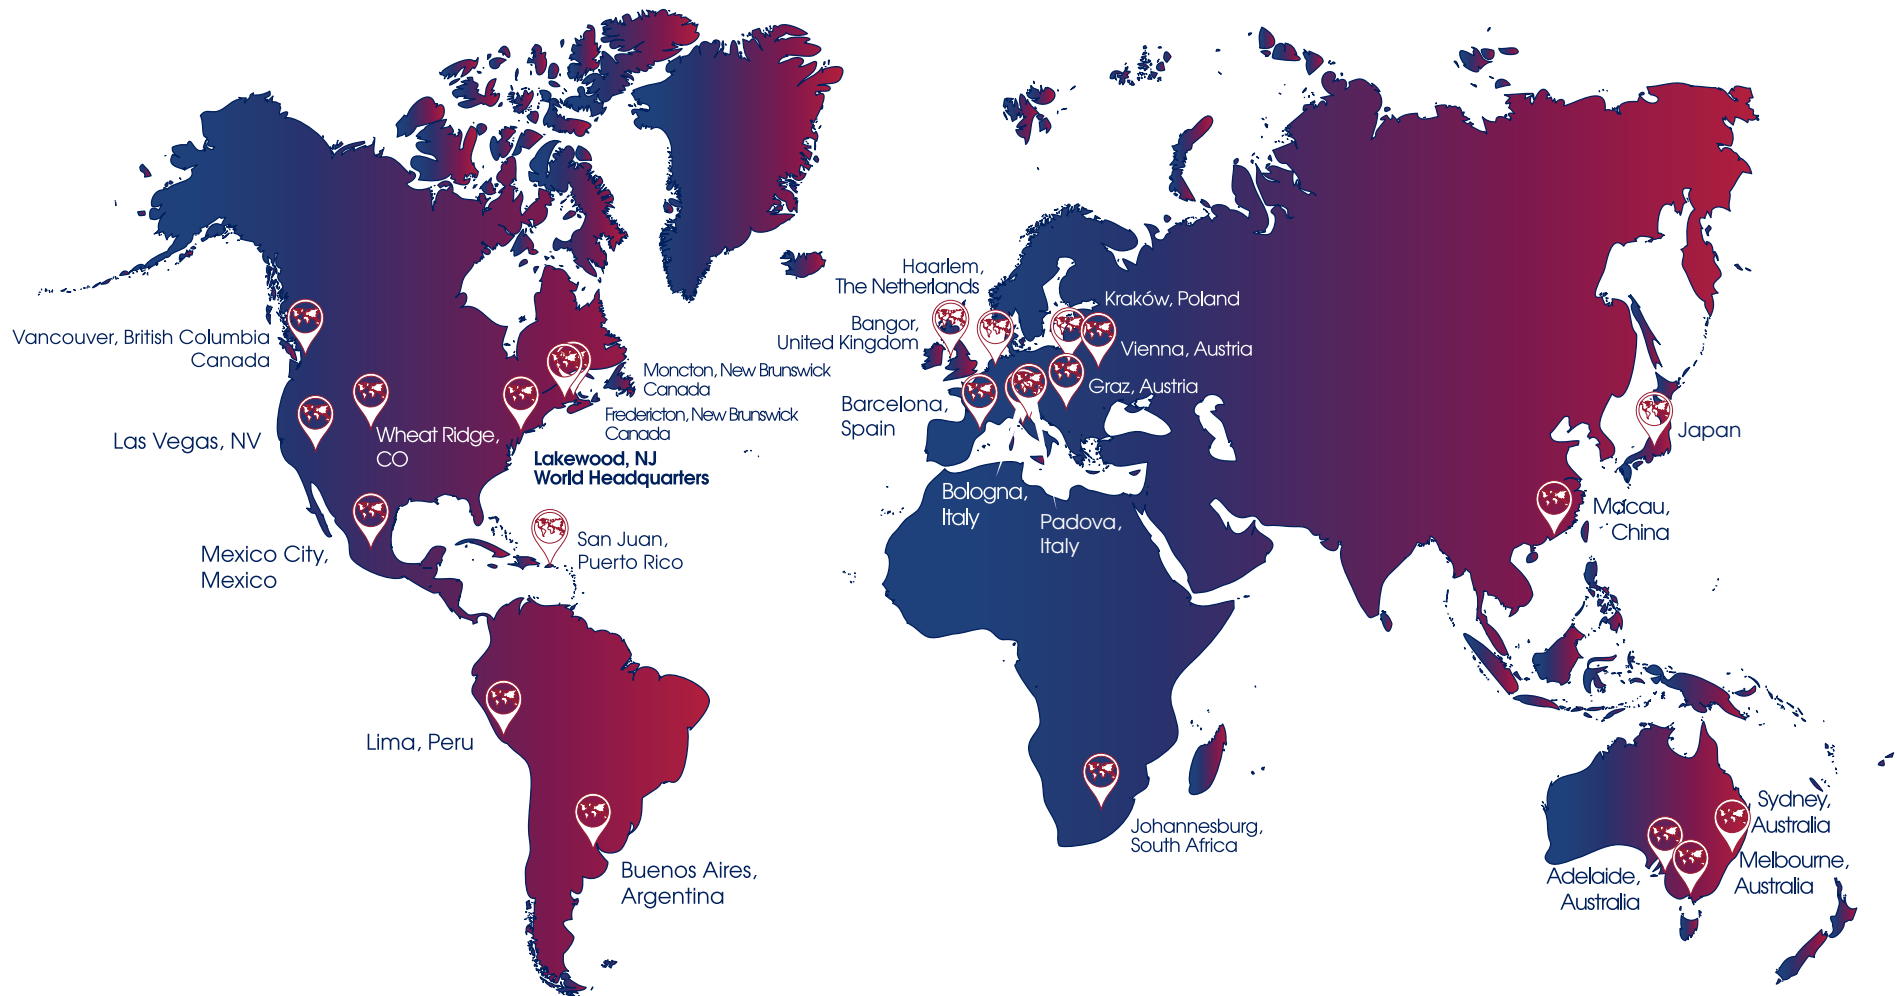 Haarlem,
The Netherlands
Kraków, Poland
Bangor,
United Kingdom
Vancouver, British Columbia
Canada
Vienna, Austria
Moncton, New Brunswick
Canada
Graz, Austria
Fredericton, New Brunswick
Canada
Barcelona,
Spain
Las Vegas, NV
Wheat Ridge,
CO
Japan
Lakewood, NJ
World Headquarters
Bologna,
Italy
Padova,
Italy
Macau,
China
San Juan,
Puerto Rico
Mexico City,
Mexico
Lima, Peru
Sydney,
Australia
Johannesburg,
South Africa
Melbourne,
Australia
Buenos Aires,
Argentina
Adelaide,
Australia